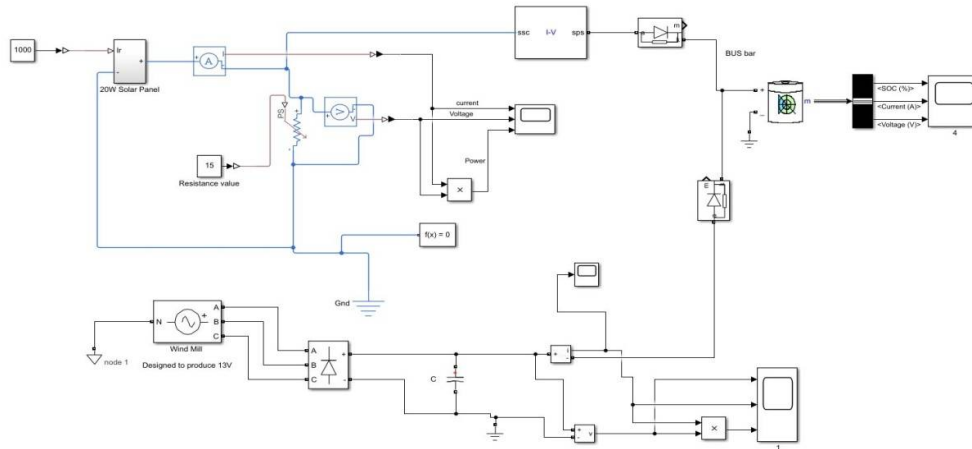 1000
Ir
+
-
20W Solar Panel
+
A
I
-
ssc
I-V
sps
m
BUS bar
+
-
m
<SOC (%)>
<Current (A)>
<Voltage (V)>
4
PS
+
-
+
V
V
current
Voltage
Power
×
15
Resistance value
E
f(x) = 0
Gnd
N
A
B
C
Wind Mill
node 1
Designed to produce 13V
A
B
C
+
-
C
+
i
-
+
-
v
×
1